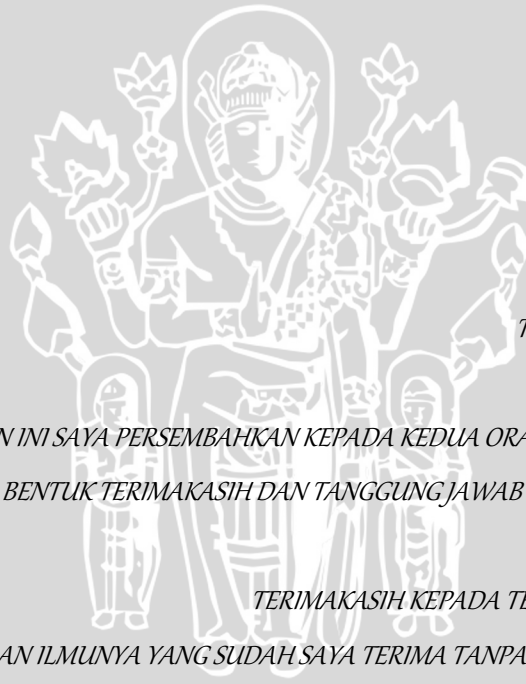 N INI SAYA PERSEMBAHKAN KEPADA KEDUA ORA
BENTUK TERIMAKASIH DAN TANGGUNG JAWAB
TERIMAKASIH KEPADA TE
AN ILMUNYA YANG SUDAH SAYA TERIMA TANPA